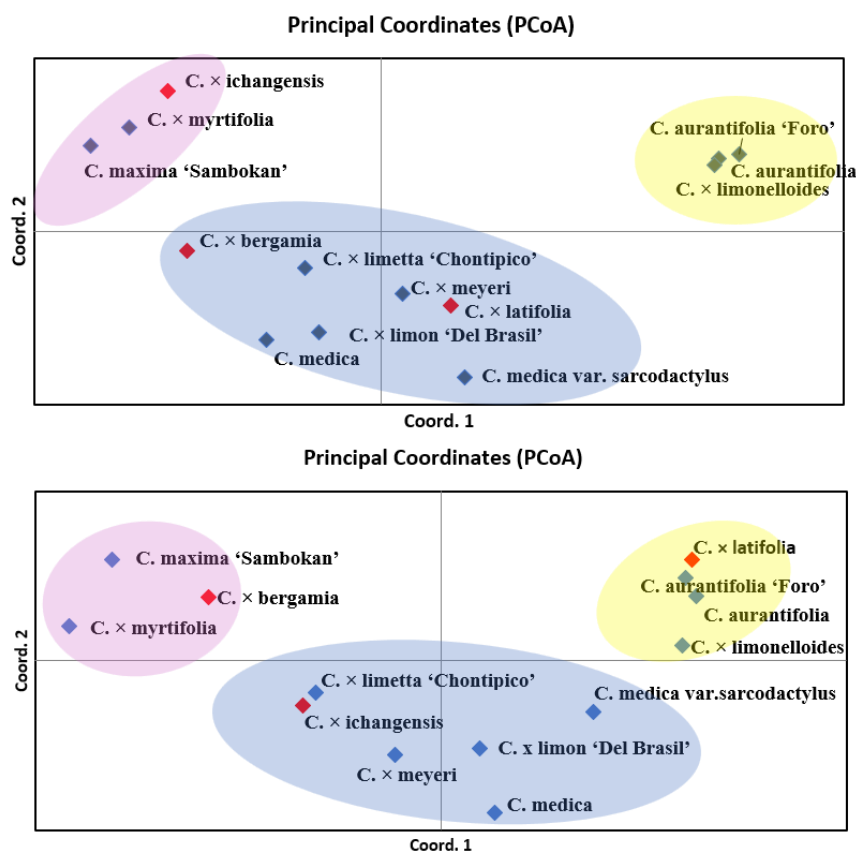 Principal Coordinates (PCoA)
C. × ichangensis
C. × myrtifolia
C. maxima ‘Sambokan’
C. aurantifolia ‘Foro’
C. aurantifolia
C. × limonelloides
Coord. 2
C. × bergamia
C. × limetta ‘Chontipico’
C. × meyeri
C. × latifolia
C. × limon ‘Del Brasil’
C. medica
C. medica var. sarcodactylus
Coord. 1
Principal Coordinates (PCoA)
C. × latifolia
C. maxima ‘Sambokan’
C. aurantifolia ‘Foro’
C. × bergamia
C. aurantifolia
C. × myrtifolia
C. × limonelloides
Coord. 2
C. × limetta ‘Chontipico’
C. medica var.sarcodactylus
C. × ichangensis
C. x limon ‘Del Brasil’
C. × meyeri
C. medica
Coord. 1